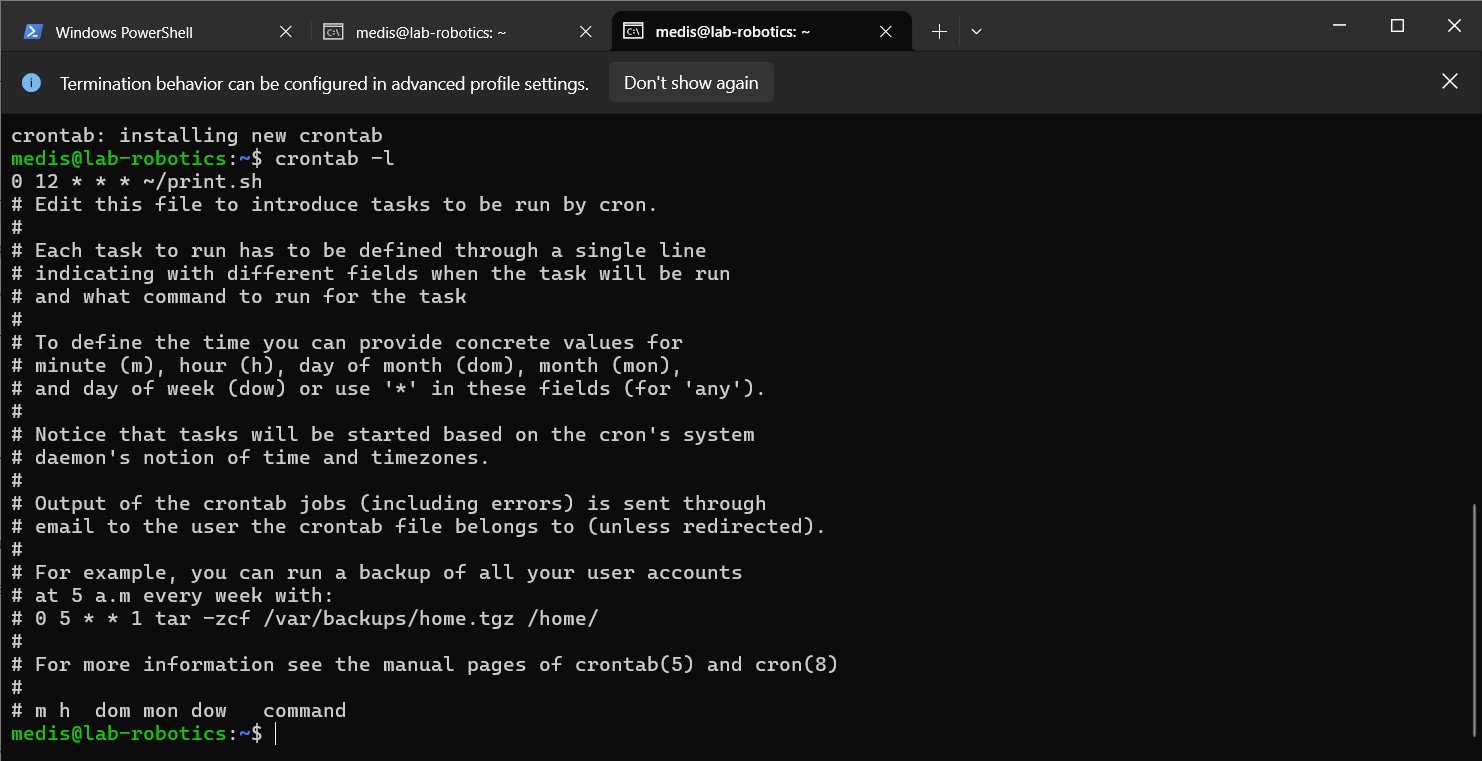 Windows PowerShell
medis@lab-robotics: ~
medis@lab-robotics: ~
Termination behavior can be configured in advanced profile settings.
Don't show again
crontab: installing new crontab
medis@lab-robotics:~$ crontab -l
0 12 * * * ~/print.sh
# Edit this file to introduce tasks to be run by cron.
#
# Each task to run has to be defined through a single line
# indicating with different fields when the task will be run
# and what command to run for the task
#
# To define the time you can provide concrete values for
# minute (m), hour (h), day of month (dom), month (mon),
# and day of week (dow) or use '*' in these fields (for 'any').
#
# Notice that tasks will be started based on the cron's system
# daemon's notion of time and timezones.
#
# Output of the crontab jobs (including errors) is sent through
# email to the user the crontab file belongs to (unless redirected).
#
# For example, you can run a backup of all your user accounts
# at 5 a.m every week with:
# 0 5 * * 1 tar -zcf /var/backups/home.tgz /home/
#
# For more information see the manual pages of crontab(5) and cron(8)
#
# m h  dom mon dow   command
medis@lab-robotics:~$